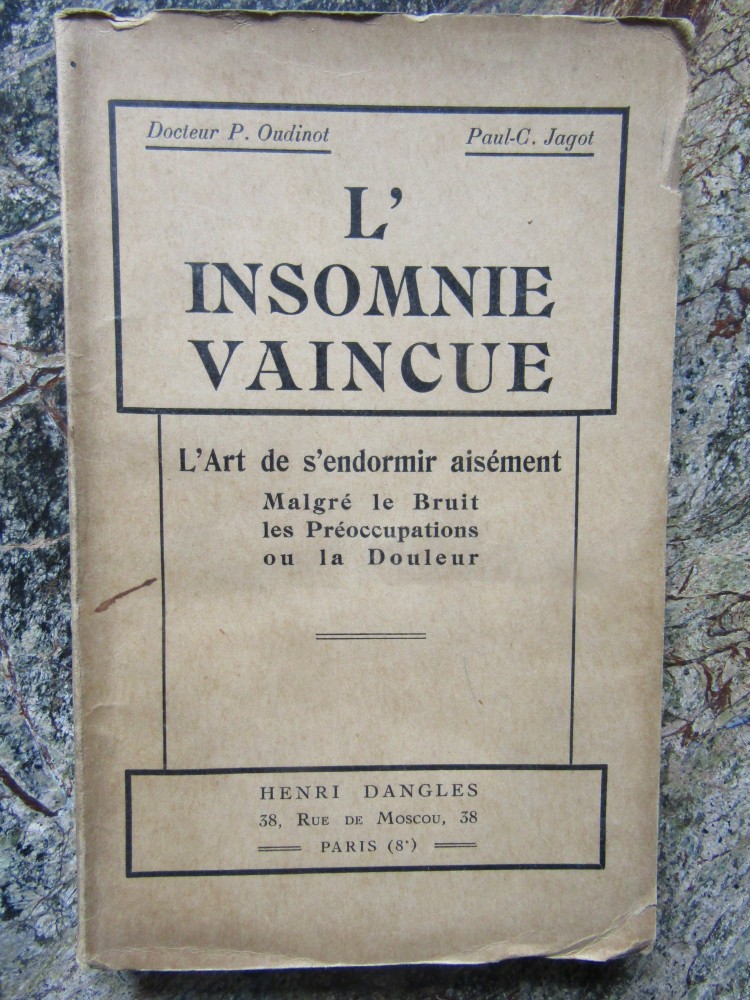 Docteur P. Oudinot
Paul-C. Jagot
L'
INSOMNIE
VAINCUE
L'Art de s'endormir aisément
Malgré le Bruit
les Préoccupations
ou la Douleur
HENRI DANGLES
38, RUE DE MOSCOU, 38
PARIS (8ᵉ)